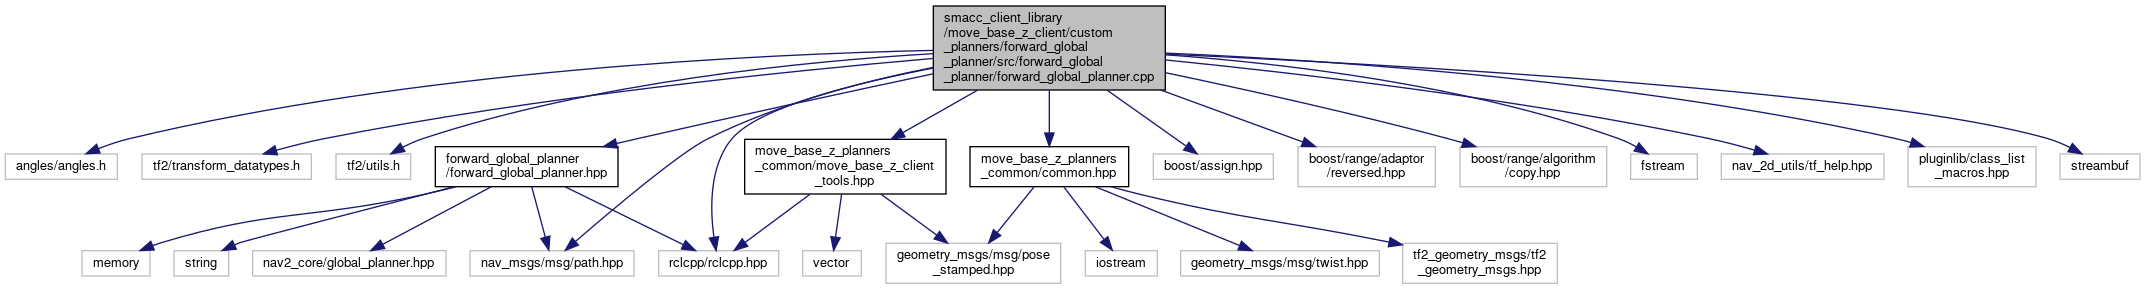 smacc_client_library
/move_base_z_client/custom
_planners/forward_global
_planner/src/forward_global
_planner/forward_global_planner.cpp
angles/angles.h
tf2/transform_datatypes.h
tf2/utils.h
forward_global_planner
/forward_global_planner.hpp
move_base_z_planners
_common/move_base_z_client
_tools.hpp
move_base_z_planners
_common/common.hpp
boost/assign.hpp
boost/range/adaptor
/reversed.hpp
boost/range/algorithm
/copy.hpp
fstream
nav_2d_utils/tf_help.hpp
pluginlib/class_list
_macros.hpp
streambuf
memory
string
nav2_core/global_planner.hpp
nav_msgs/msg/path.hpp
rclcpp/rclcpp.hpp
vector
geometry_msgs/msg/pose
_stamped.hpp
iostream
geometry_msgs/msg/twist.hpp
tf2_geometry_msgs/tf2
_geometry_msgs.hpp